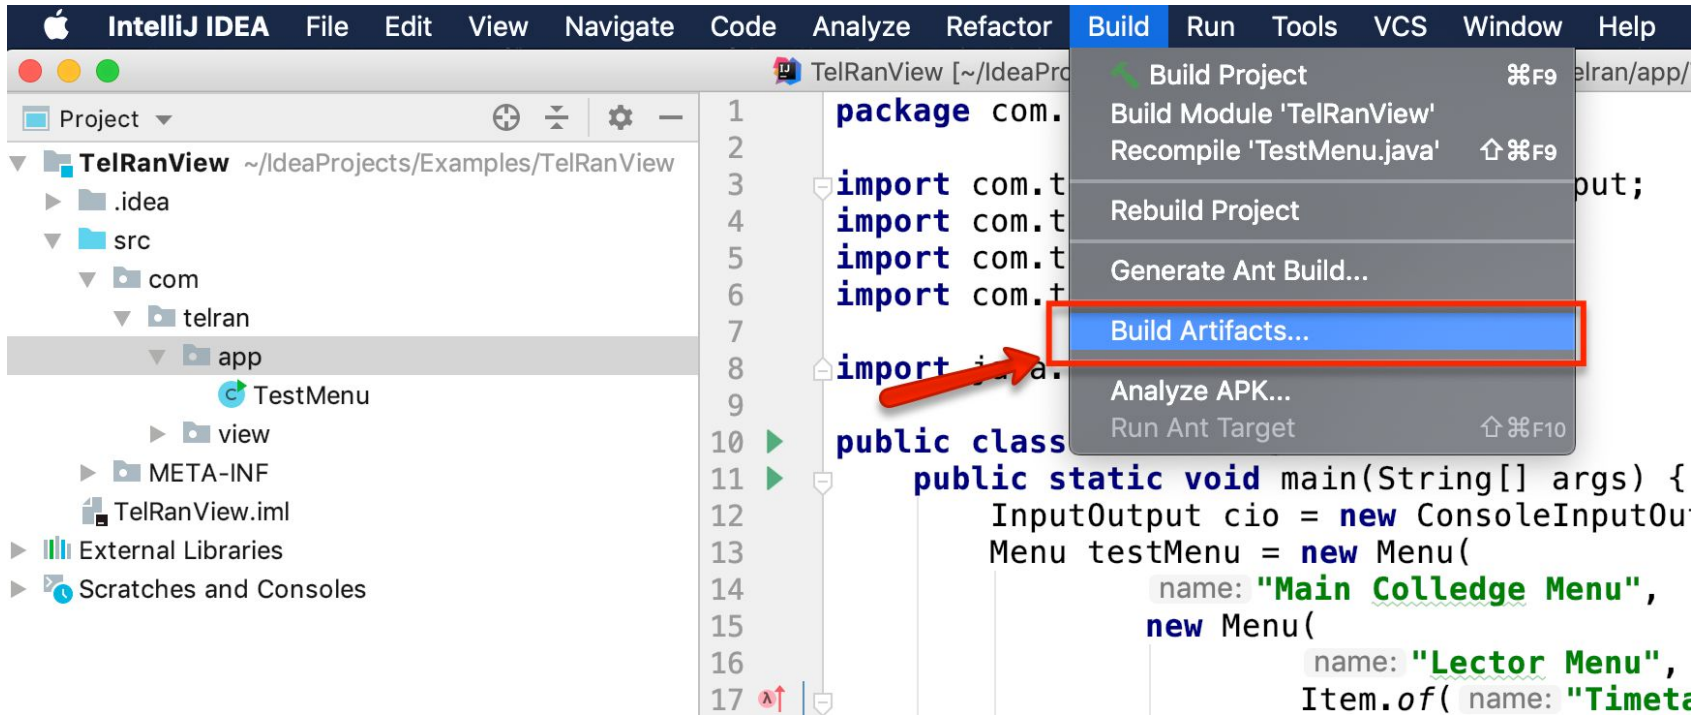 IntelliJ IDEA File Edit View Navigate Code Analyze Refactor Build Run Tools VCS Window Help
TelRanView [~/IdeaPro elran/app/
Project
TelRanView ~/IdeaProjects/Examples/TelRanView
.idea
src
com
telran
app
TestMenu
view
META-INF
TelRanView.iml
External Libraries
Scratches and Consoles
Build Project ⌘F9
Build Module 'TelRanView'
Recompile 'TestMenu.java' ⇧⌘F9
Rebuild Project
Generate Ant Build...
Build Artifacts...
Analyze APK...
Run Ant Target ⇧⌘F10
1 package com.
2
3 import com.t put;
4 import com.t
5 import com.t
6 import com.t
7
8 import java.
9
10 public class
11 public static void main(String[] args) {
12 InputOutput cio = new ConsoleInputOu
13 Menu testMenu = new Menu(
14 name: "Main Colledge Menu",
15 new Menu(
16 name: "Lector Menu",
17 Item.of( name: "Timeta